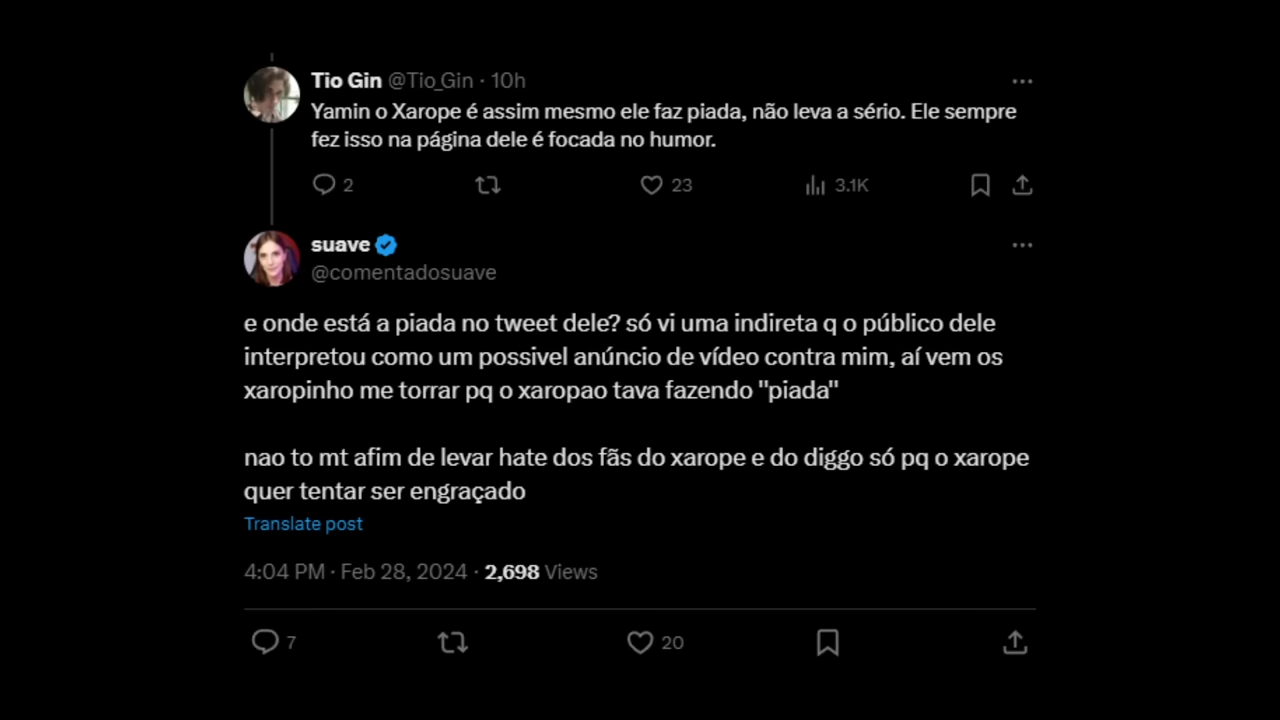 Tio Gin @Tio_Gin · 10h
Yamin o Xarope é assim mesmo ele faz piada, não leva a sério. Ele sempre
fez isso na página dele é focada no humor.
2 23 3.1K
suave
@comentadosuave
e onde está a piada no tweet dele? só vi uma indireta q o público dele
interpretou como um possivel anúncio de vídeo contra mim, aí vem os
xaropinho me torrar pq o xaropao tava fazendo "piada"
nao to mt afim de levar hate dos fãs do xarope e do diggo só pq o xarope
quer tentar ser engraçado
Translate post
4:04 PM · Feb 28, 2024 · 2,698 Views
7 20